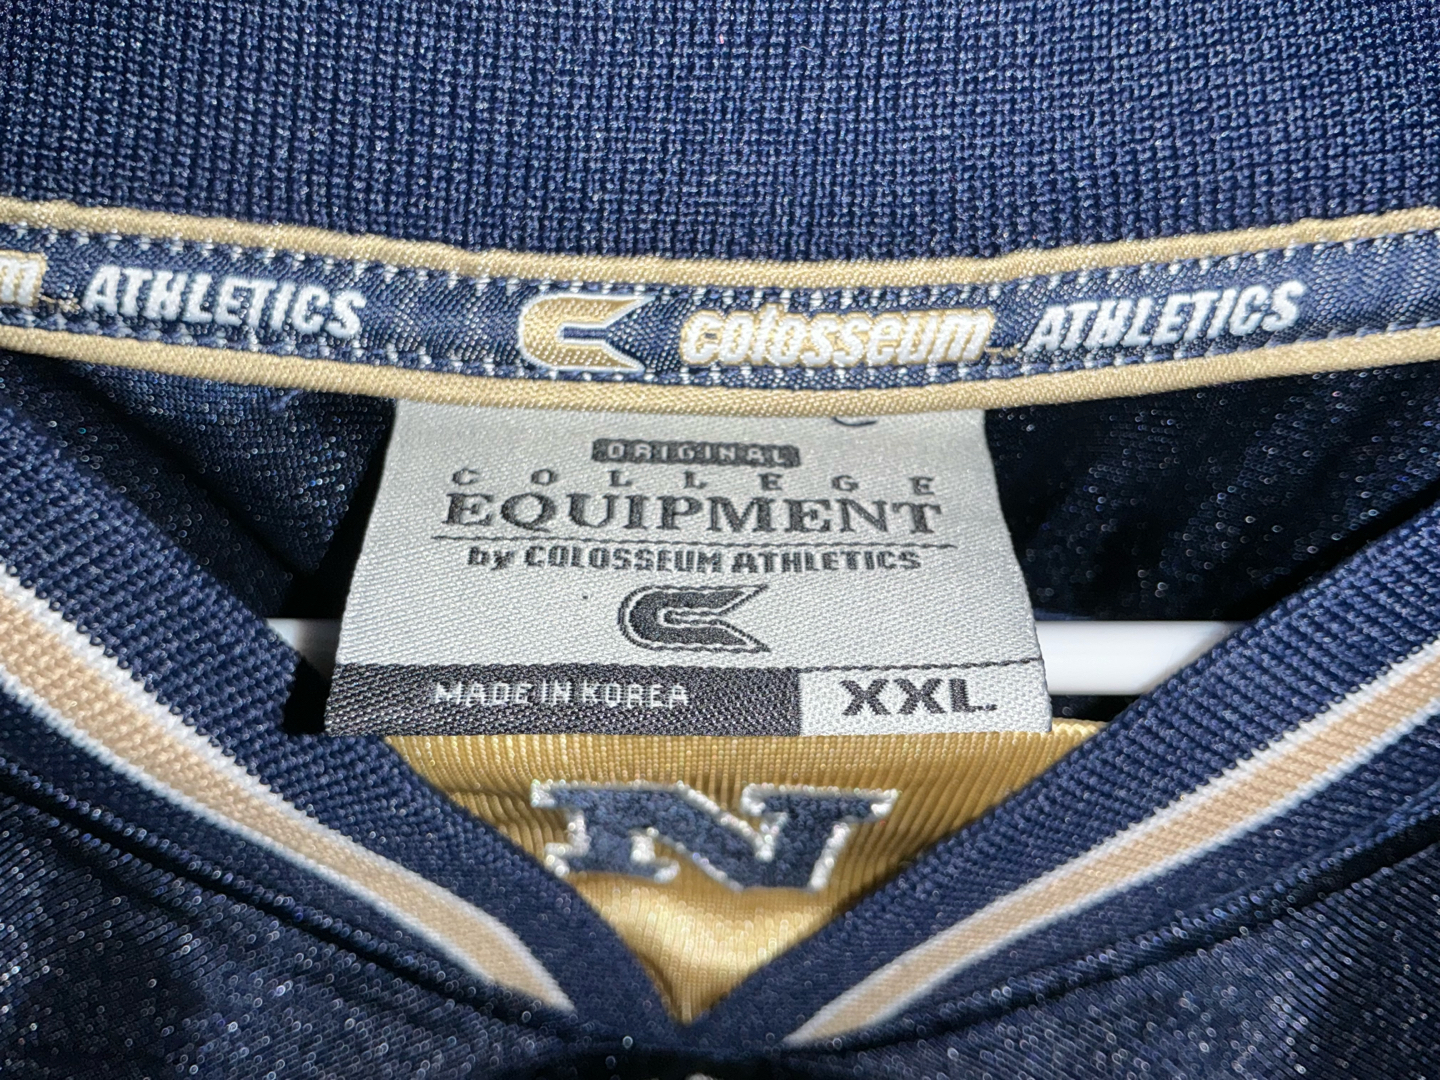 m ATHLETICS colosseum ATHLETICS
ORIGINAL
COLLEGE
EQUIPMENT
by COLOSSEUM ATHLETICS
MADE IN KOREA XXL
N